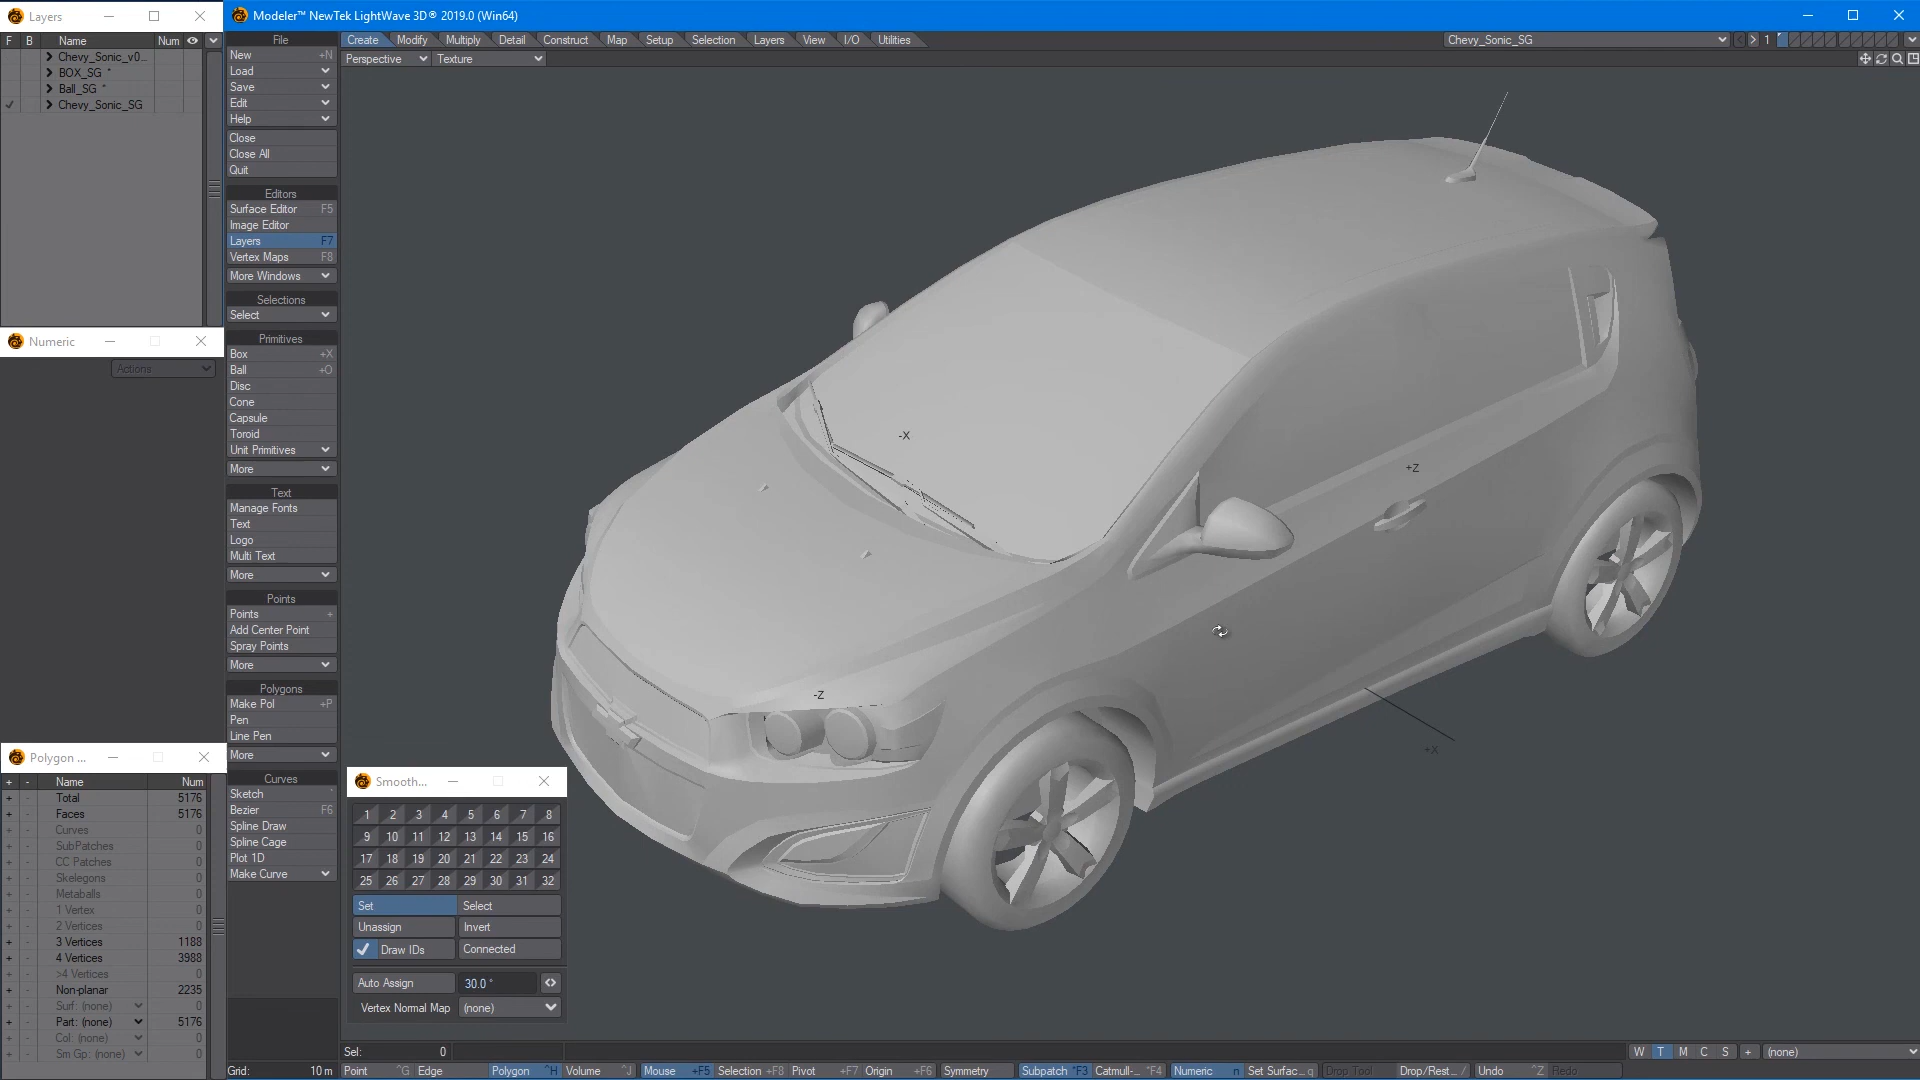 Layers
F B Name Num
Chevy_Sonic_v0...
BOX_SG *
Ball_SG *
Chevy_Sonic_SG
Numeric
Actions
Polygon ...
+ - Name Num
+ - Total 5176
+ - Faces 5176
+ - Curves 0
+ - SubPatches 0
+ - CC Patches 0
+ - Skelegons 0
+ - Metaballs 0
+ - 1 Vertex 0
+ - 2 Vertices 0
+ - 3 Vertices 1188
+ - 4 Vertices 3988
+ - >4 Vertices 0
+ - Non-planar 2235
+ - Surf: (none) 0
+ - Part: (none) 5176
+ - Col: (none) 0
+ - Sm Gp: (none) 0
Modeler™ NewTek LightWave 3D® 2019.0 (Win64)
File
New +N
Load
Save
Edit
Help
Close
Close All
Quit
Editors
Surface Editor F5
Image Editor
Layers F7
Vertex Maps F8
More Windows
Selections
Select
Primitives
Box +X
Ball +O
Disc
Cone
Capsule
Toroid
Unit Primitives
More
Text
Manage Fonts
Text
Logo
Multi Text
More
Points
Points +
Add Center Point
Spray Points
More
Polygons
Make Pol +P
Pen
Line Pen
More
Curves
Sketch `
Bezier F6
Spline Draw
Spline Cage
Plot 1D
Make Curve
Grid: 10 m
Create Modify Multiply Detail Construct Map Setup Selection Layers View I/O Utilities
Chevy_Sonic_SG
1
Perspective Texture
-X
+Z
-Z
+X
Smooth...
1 2 3 4 5 6 7 8
9 10 11 12 13 14 15 16
17 18 19 20 21 22 23 24
25 26 27 28 29 30 31 32
Set Select
Unassign Invert
Draw IDs Connected
Auto Assign 30.0 °
Vertex Normal Map (none)
Sel: 0
W T M C S + (none)
Point ^G Edge Polygon ^H Volume ^J Mouse +F5 Selection +F8 Pivot +F7 Origin +F6 Symmetry Subpatch *F3 Catmull-... *F4 Numeric n Set Surfac... q Drop Tool Drop/Rest... / Undo ^Z Redo